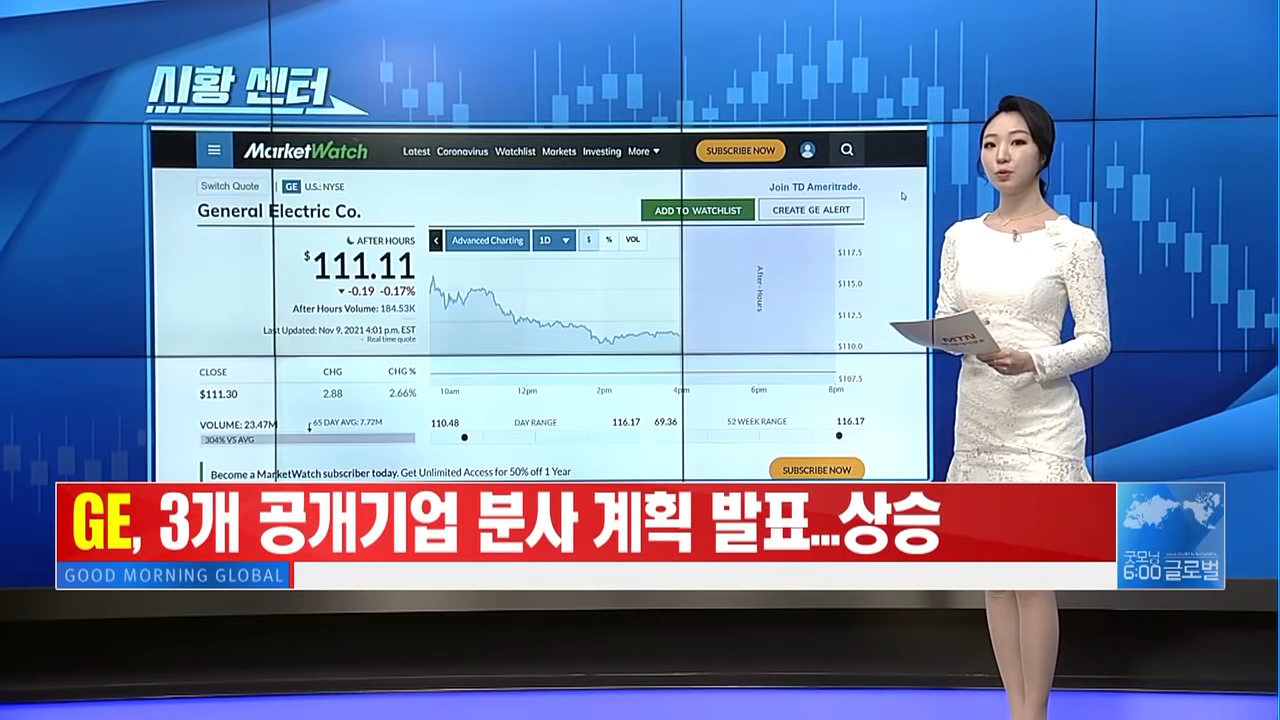 시황 센터
MarketWatch Latest Coronavirus Watchlist Markets Investing More SUBSCRIBE NOW
Switch Quote | GE U.S.: NYSE Join TD Ameritrade.
General Electric Co. ADD TO WATCHLIST CREATE GE ALERT
AFTER HOURS Advanced Charting 1D $ % VOL
$111.11
-0.19 -0.17%
After Hours Volume: 184.53K
Last Updated: Nov 9, 2021 4:01 p.m. EST
Real time quote
After-Hours
$117.5
$115.0
$112.5
$110.0
$107.5
10am 12pm 2pm 4pm 6pm 8pm
CLOSE CHG CHG %
$111.30 2.88 2.66%
VOLUME: 23.47M 65 DAY AVG: 7.72M 110.48 DAY RANGE 116.17 69.36 52 WEEK RANGE 116.17
304% VS AVG
Become a MarketWatch subscriber today. Get Unlimited Access for 50% off 1 Year SUBSCRIBE NOW
MTN
GE, 3개 공개기업 분사 계획 발표...상승
GOOD MORNING GLOBAL
굿모닝
6:00 글로벌